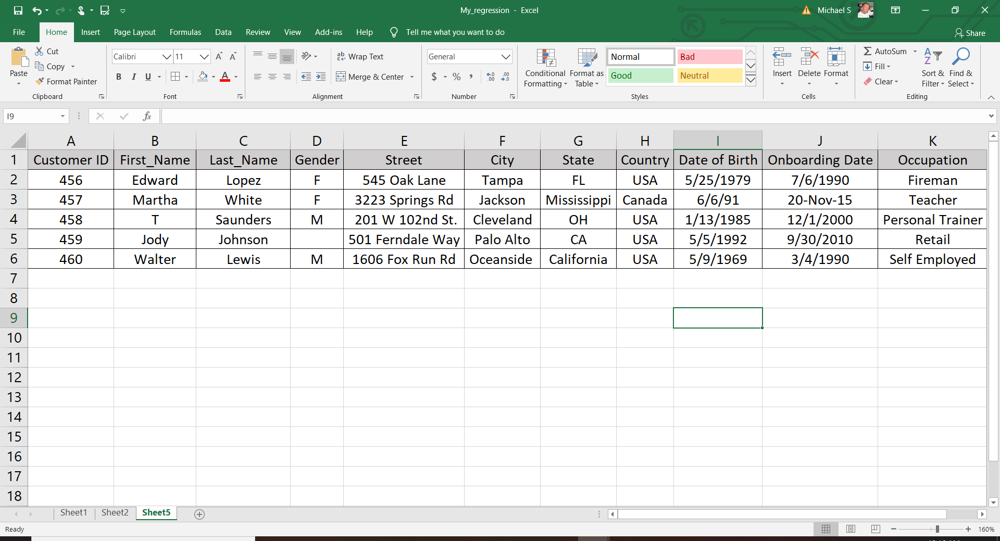 My_regression - Excel
Michael S
File Home Insert Page Layout Formulas Data Review View Add-ins Help Tell me what you want to do Share
Paste Cut Copy Format Painter Clipboard
Calibri 11 B I U A Font
ab Wrap Text Merge & Center Alignment
General $ % , Number
Conditional Formatting Format as Table Normal Bad Good Neutral Styles
Insert Delete Format Cells
AutoSum Fill Clear Sort & Filter Find & Select Editing
I9 fx
A B C D E F G H I J K
1 Customer ID First_Name Last_Name Gender Street City State Country Date of Birth Onboarding Date Occupation
2 456 Edward Lopez F 545 Oak Lane Tampa FL USA 5/25/1979 7/6/1990 Fireman
3 457 Martha White F 3223 Springs Rd Jackson Mississippi Canada 6/6/91 20-Nov-15 Teacher
4 458 T Saunders M 201 W 102nd St. Cleveland OH USA 1/13/1985 12/1/2000 Personal Trainer
5 459 Jody Johnson 501 Ferndale Way Palo Alto CA USA 5/5/1992 9/30/2010 Retail
6 460 Walter Lewis M 1606 Fox Run Rd Oceanside California USA 5/9/1969 3/4/1990 Self Employed
7
8
9
10
11
12
13
14
15
16
17
18
Sheet1 Sheet2 Sheet5
Ready 160%